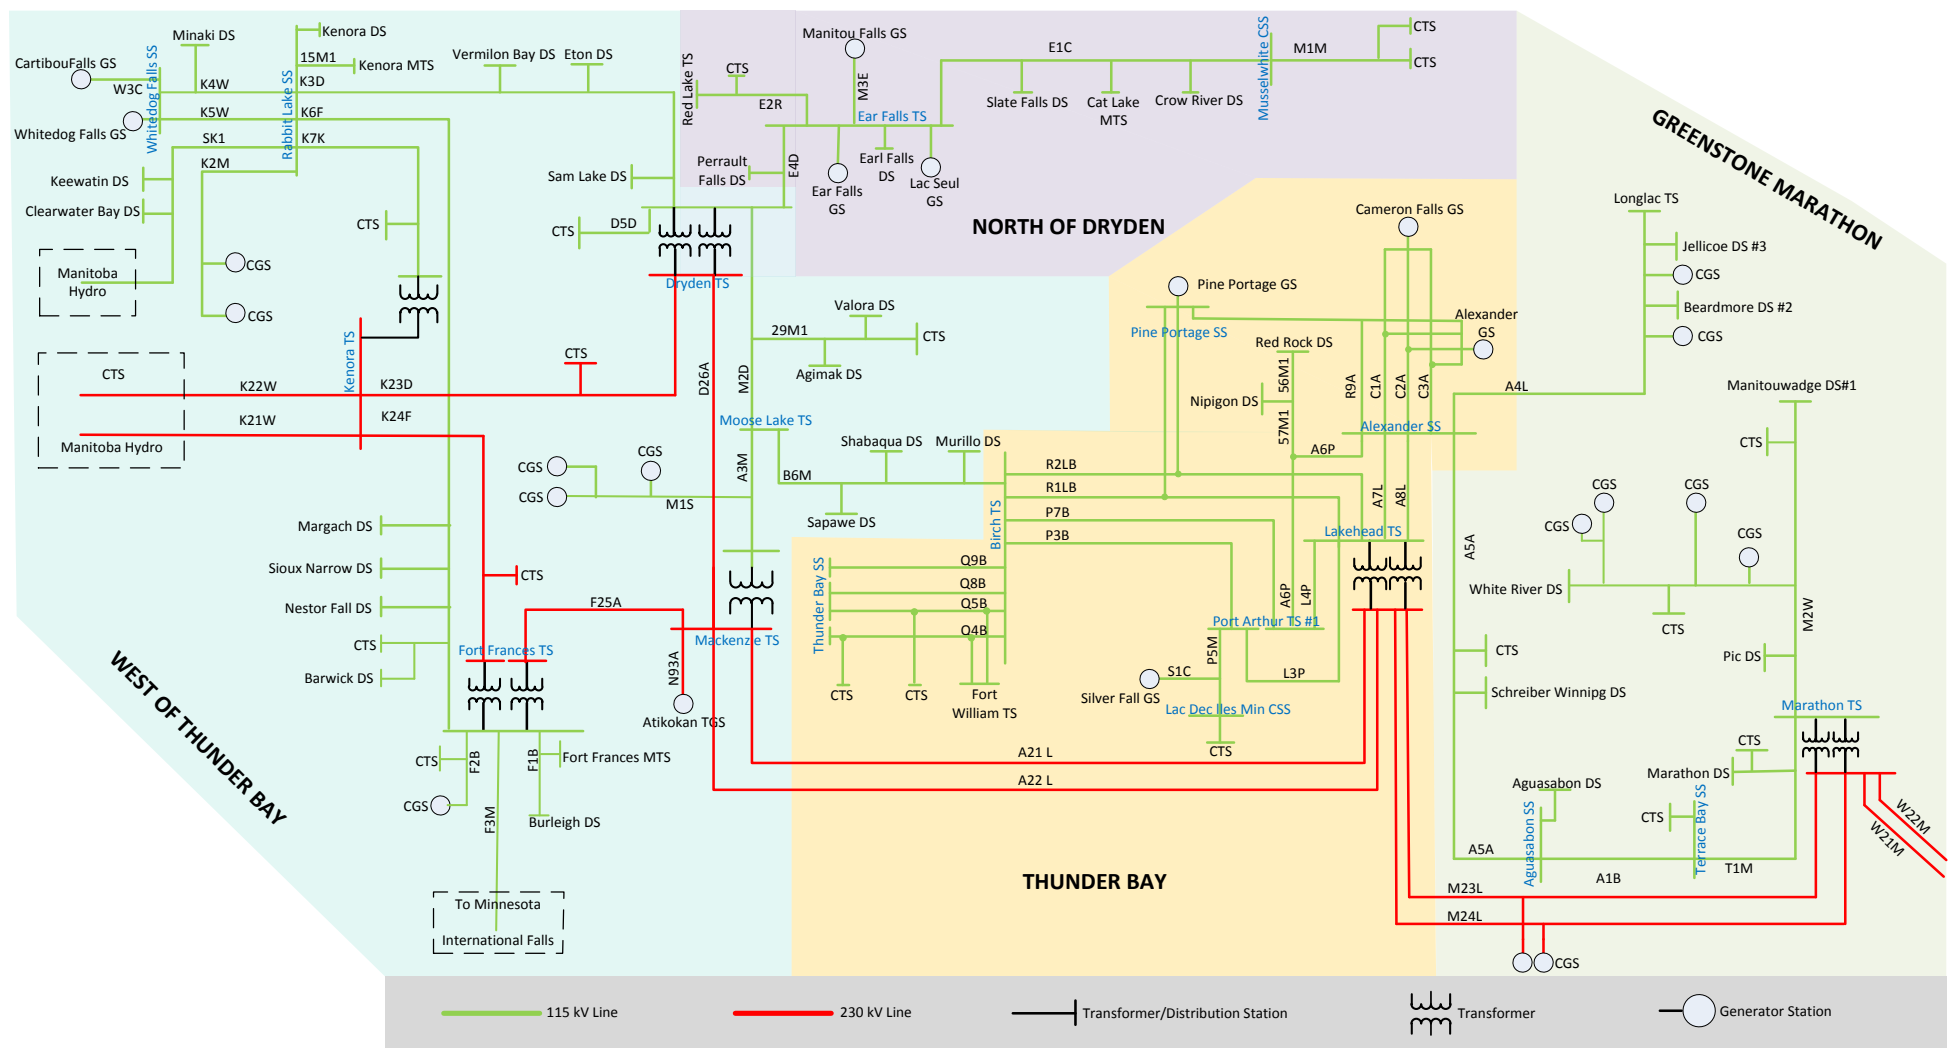 Minaki DS
Kenora DS
15M1
Kenora MTS
CartibouFalls GS
W3C
Whitedog Falls SS
K4W
K3D
Vermilon Bay DS
Eton DS
K5W
K6F
Whitedog Falls GS
Rabbit Lake SS
SK1
K7K
K2M
Keewatin DS
Clearwater Bay DS
Manitoba
Hydro
CGS
CGS
CTS
Sam Lake DS
CTS
D5D
Dryden TS
Kenora TS
CTS
K22W
K23D
K21W
K24F
Manitoba Hydro
CTS
D26A
M2D
29M1
Valora DS
CTS
Agimak DS
Moose Lake TS
A3M
B6M
Shabaqua DS
Murillo DS
Sapawe DS
CGS
CGS
CGS
M1S
Margach DS
Sioux Narrow DS
Nestor Fall DS
CTS
Barwick DS
CTS
F25A
Fort Frances TS
Mackenzie TS
N93A
Atikokan TGS
CTS
F2B
F1B
Fort Frances MTS
CGS
F3M
Burleigh DS
To Minnesota
International Falls
WEST OF THUNDER BAY
Red Lake TS
CTS
E2R
Manitou Falls GS
M3E
Ear Falls TS
E1C
Musselwhite CSS
M1M
CTS
CTS
Slate Falls DS
Cat Lake
MTS
Crow River DS
Perrault
Falls DS
E4D
Ear Falls
GS
Earl Falls
DS
Lac Seul
GS
NORTH OF DRYDEN
Cameron Falls GS
Pine Portage GS
Pine Portage SS
Alexander
GS
Red Rock DS
56M1
Nipigon DS
57M1
R9A
C1A
C2A
C3A
Alexander SS
A6P
R2LB
R1LB
P7B
P3B
Birch TS
A7L
A8L
Lakehead TS
Thunder Bay SS
Q9B
Q8B
Q5B
Q4B
CTS
CTS
Fort
William TS
A6P
L4P
Port Arthur TS #1
P5M
L3P
S1C
Silver Fall GS
Lac Dec Iles Min CSS
CTS
A21 L
A22 L
THUNDER BAY
GREENSTONE MARATHON
Longlac TS
Jellicoe DS #3
CGS
Beardmore DS #2
CGS
A4L
Manitouwadge DS#1
CTS
A5A
CGS
CGS
CGS
CGS
White River DS
CTS
M2W
CTS
Pic DS
Schreiber Winnipg DS
Marathon TS
CTS
Marathon DS
Aguasabon DS
Aguasabon SS
CTS
Terrace Bay SS
A5A
A1B
T1M
W22M
W21M
M23L
M24L
CGS
115 kV Line
230 kV Line
Transformer/Distribution Station
Transformer
Generator Station